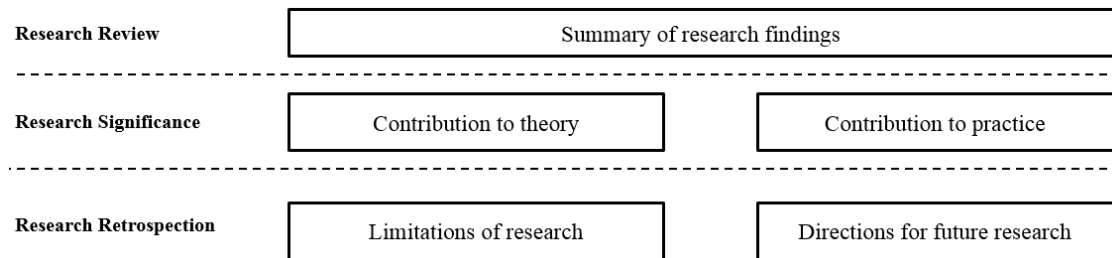 Research Review
Summary of research findings
Research Significance
Contribution to theory
Contribution to practice
Research Retrospection
Limitations of research
Directions for future research